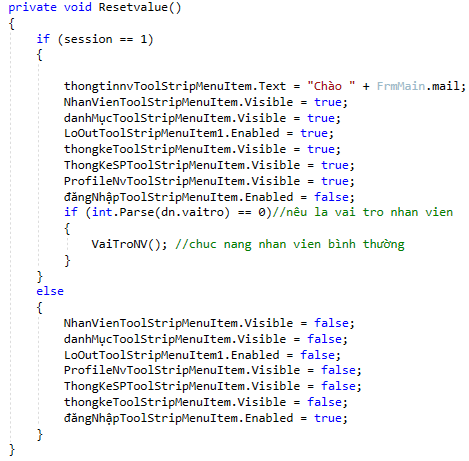 private void Resetvalue()
{
    if (session == 1)
    {

        thongtinnvToolStripMenuItem.Text = "Chào " + FrmMain.mail;
        NhanVienToolStripMenuItem.Visible = true;
        danhMụcToolStripMenuItem.Visible = true;
        LoOutToolStripMenuItem1.Enabled = true;
        thongkeToolStripMenuItem.Visible = true;
        ThongKeSPToolStripMenuItem.Visible = true;
        ProfileNvToolStripMenuItem.Visible = true;
        đăngNhậpToolStripMenuItem.Enabled = false;
        if (int.Parse(dn.vaitro) == 0)//nêu la vai tro nhan vien
        {
            VaiTroNV(); //chuc nang nhan vien bình thường
        }
    }
    else
    {
        NhanVienToolStripMenuItem.Visible = false;
        danhMụcToolStripMenuItem.Visible = false;
        LoOutToolStripMenuItem1.Enabled = false;
        ProfileNvToolStripMenuItem.Visible = false;
        ThongKeSPToolStripMenuItem.Visible = false;
        thongkeToolStripMenuItem.Visible = false;
        đăngNhậpToolStripMenuItem.Enabled = true;
    }
}